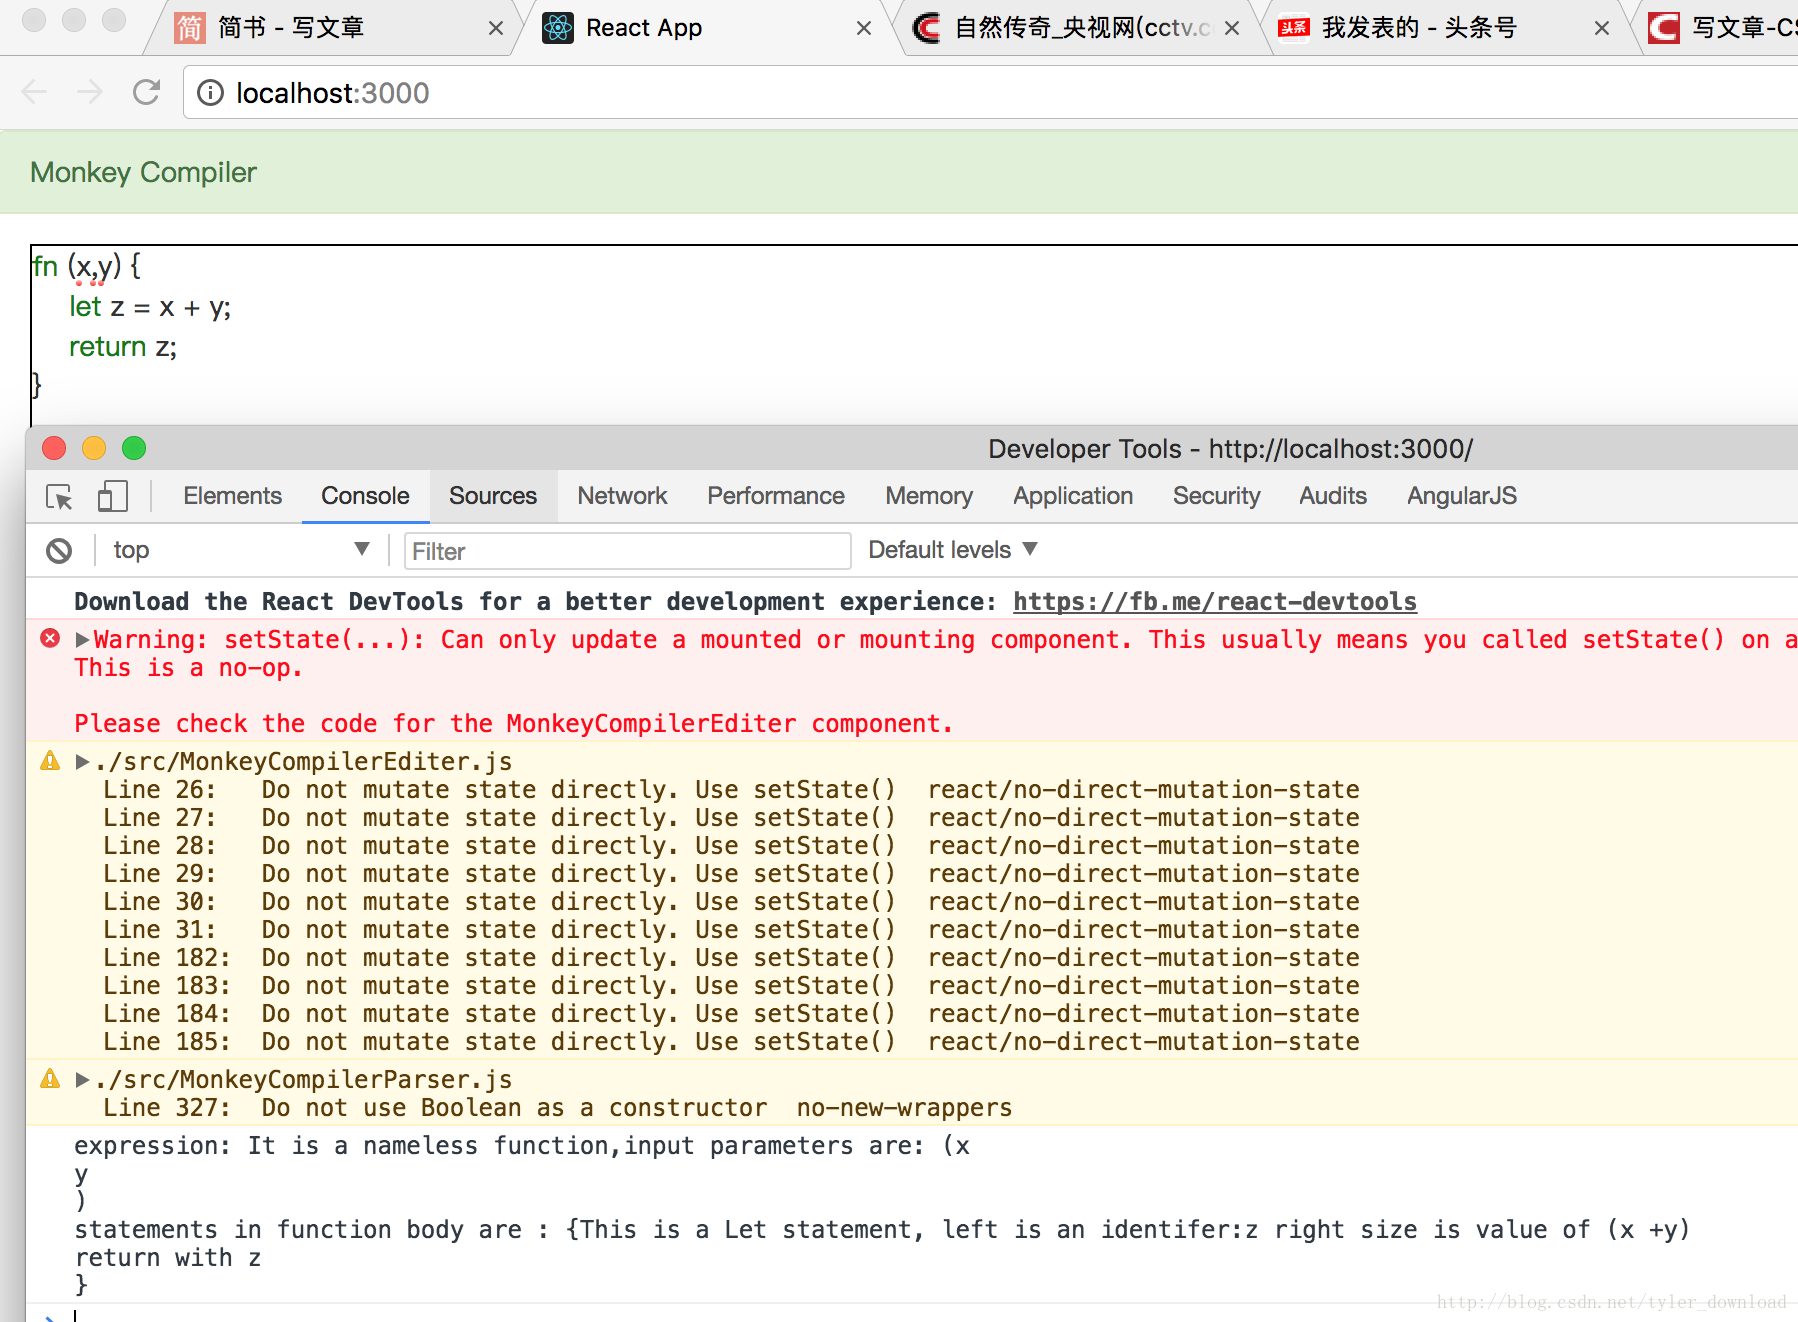 简 简书 - 写文章
React App
自然传奇_央视网(cctv.c
头条 我发表的 - 头条号
写文章-CS
localhost:3000
Monkey Compiler
fn (x,y) {
let z = x + y;
return z;
}
Developer Tools - http://localhost:3000/
Elements Console Sources Network Performance Memory Application Security Audits AngularJS
top Filter Default levels
Download the React DevTools for a better development experience: https://fb.me/react-devtools
Warning: setState(...): Can only update a mounted or mounting component. This usually means you called setState() on a
This is a no-op.
Please check the code for the MonkeyCompilerEditer component.
./src/MonkeyCompilerEditer.js
Line 26: Do not mutate state directly. Use setState() react/no-direct-mutation-state
Line 27: Do not mutate state directly. Use setState() react/no-direct-mutation-state
Line 28: Do not mutate state directly. Use setState() react/no-direct-mutation-state
Line 29: Do not mutate state directly. Use setState() react/no-direct-mutation-state
Line 30: Do not mutate state directly. Use setState() react/no-direct-mutation-state
Line 31: Do not mutate state directly. Use setState() react/no-direct-mutation-state
Line 182: Do not mutate state directly. Use setState() react/no-direct-mutation-state
Line 183: Do not mutate state directly. Use setState() react/no-direct-mutation-state
Line 184: Do not mutate state directly. Use setState() react/no-direct-mutation-state
Line 185: Do not mutate state directly. Use setState() react/no-direct-mutation-state
./src/MonkeyCompilerParser.js
Line 327: Do not use Boolean as a constructor no-new-wrappers
expression: It is a nameless function,input parameters are: (x
y
)
statements in function body are : {This is a Let statement, left is an identifer:z right size is value of (x +y)
return with z
}
http://blog.csdn.net/tyler_download